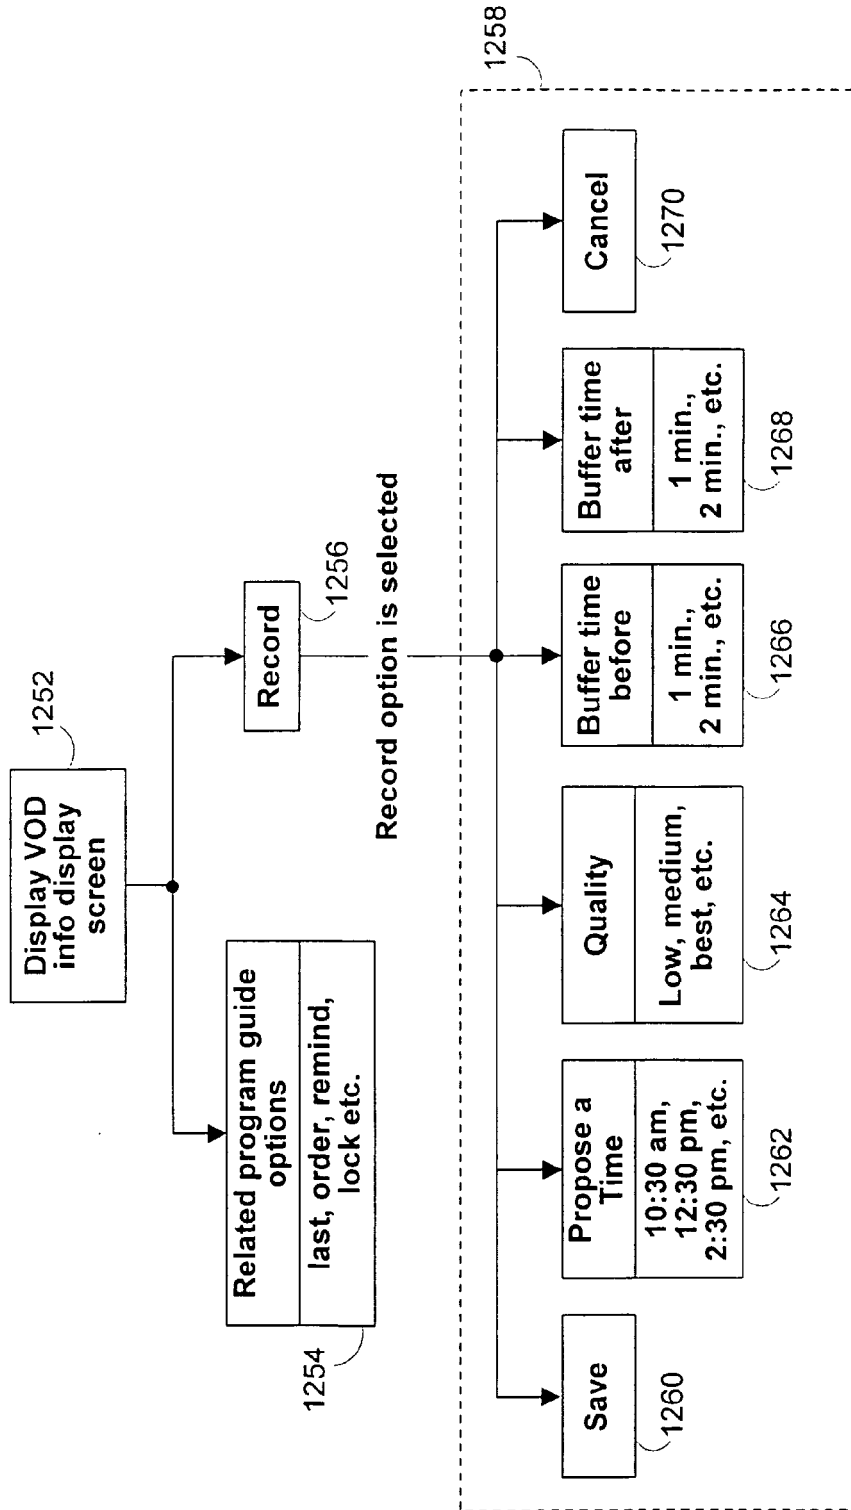 Display VOD
info display
screen
1252
Related program guide
options
last, order, remind,
lock etc.
1254
Record
1256
Record option is selected
1258
Save
1260
Propose a
Time
10:30 am,
12:30 pm,
2:30 pm, etc.
1262
Quality
Low, medium,
best, etc.
1264
Buffer time
before
1 min.,
2 min., etc.
1266
Buffer time
after
1 min.,
2 min., etc.
1268
Cancel
1270